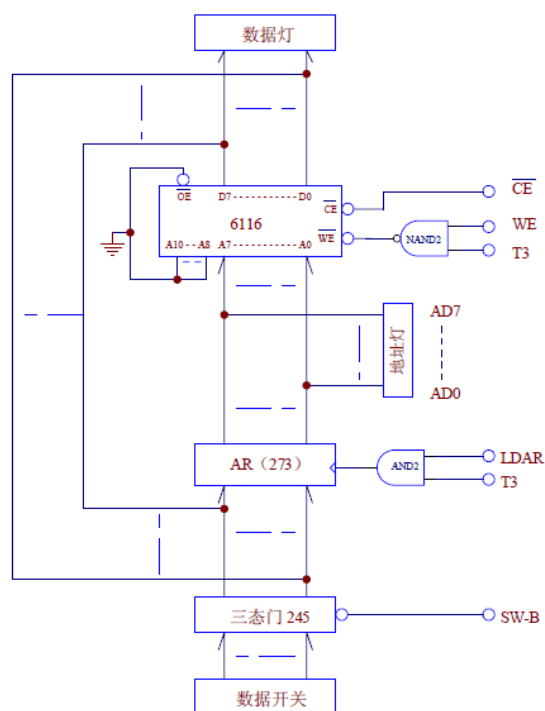 数据灯
OE D7-----------D0
6116
CE
WE
A10--A8 A7-----------A0
CE
WE
NAND2
T3
AD7
地址灯
AD0
AR（273）
AND2
LDAR
T3
三态门 245
SW-B
数据开关